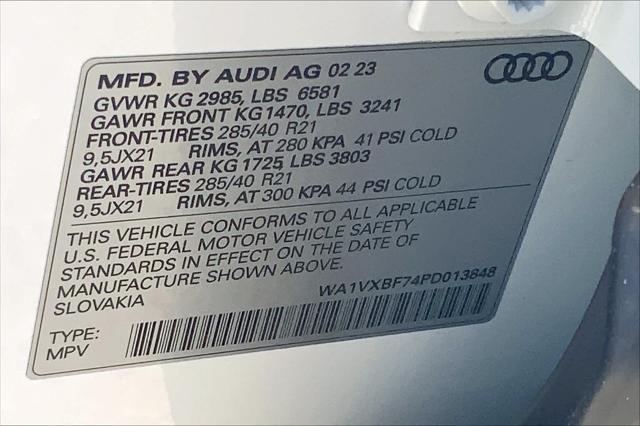 MFD. BY AUDI AG 02 23
GVWR KG 2985, LBS 6581
GAWR FRONT KG 1470, LBS 3241
FRONT-TIRES 285/40 R21
9,5JX21 RIMS, AT 280 KPA 41 PSI COLD
GAWR REAR KG 1725 LBS 3803
REAR-TIRES 285/40 R21
9,5JX21 RIMS, AT 300 KPA 44 PSI COLD
THIS VEHICLE CONFORMS TO ALL APPLICABLE
U.S. FEDERAL MOTOR VEHICLE SAFETY
STANDARDS IN EFFECT ON THE DATE OF
MANUFACTURE SHOWN ABOVE.
SLOVAKIA
WA1VXBF74PD013848
TYPE:
MPV